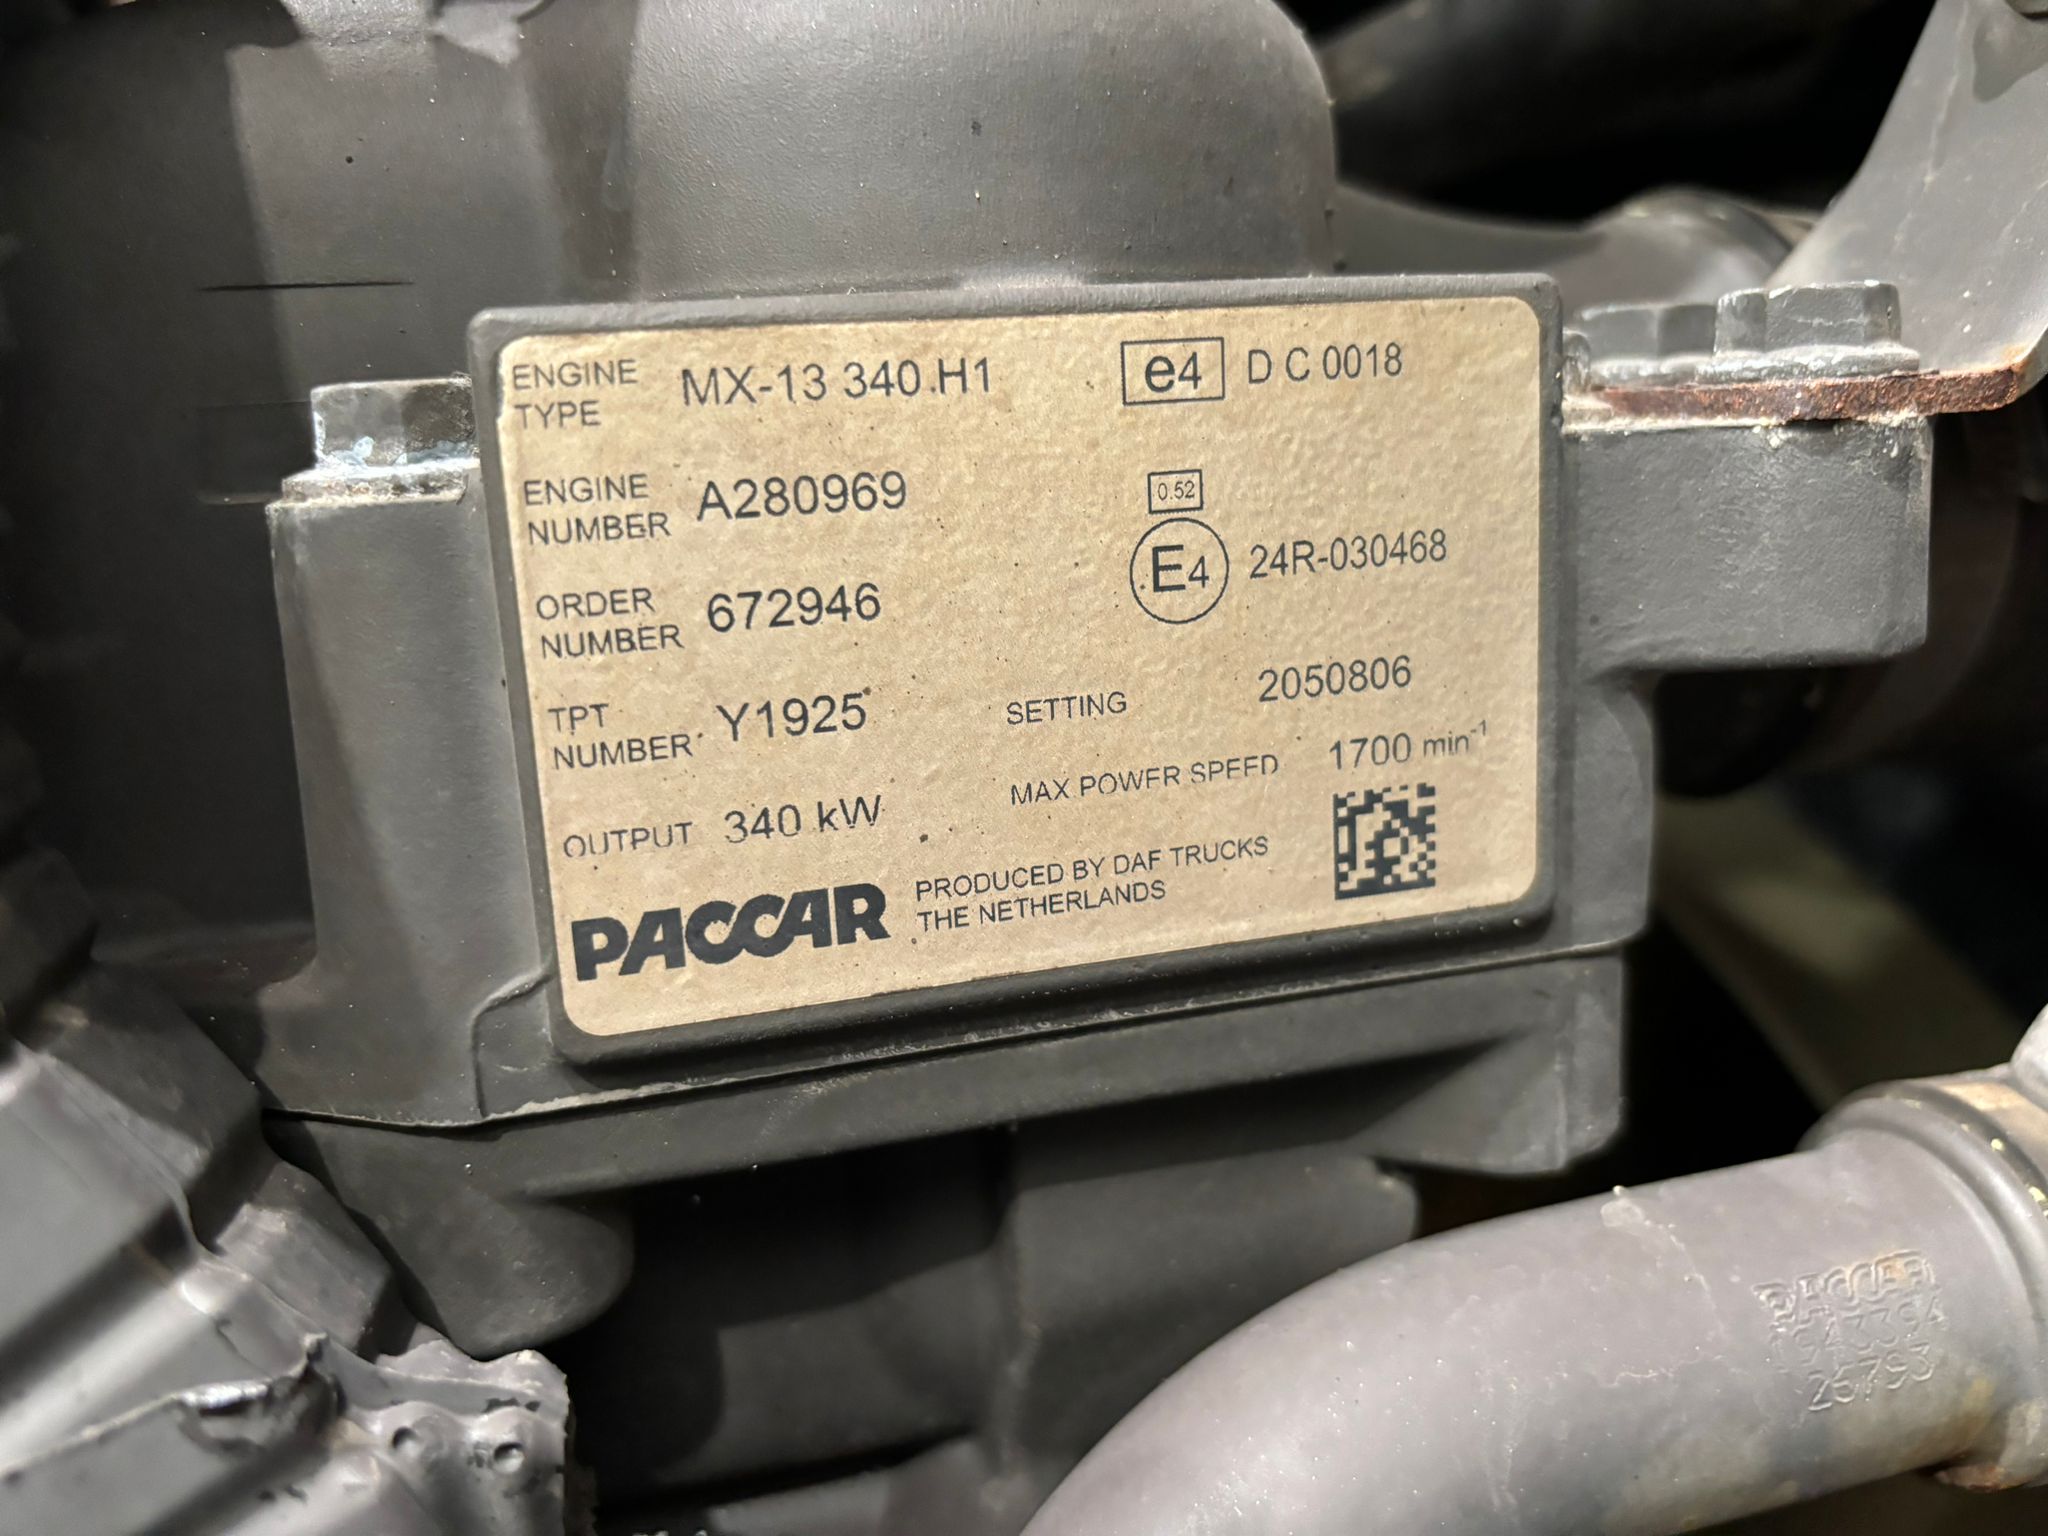 ENGINE TYPE MX-13 340.H1
e4 D C 0018
ENGINE NUMBER A280969
0.52
E4 24R-030468
ORDER NUMBER 672946
TPT NUMBER Y1925
SETTING 2050806
OUTPUT 340 kW
MAX POWER SPEED 1700 min-1
PACCAR
PRODUCED BY DAF TRUCKS
THE NETHERLANDS
PACCAR
26793